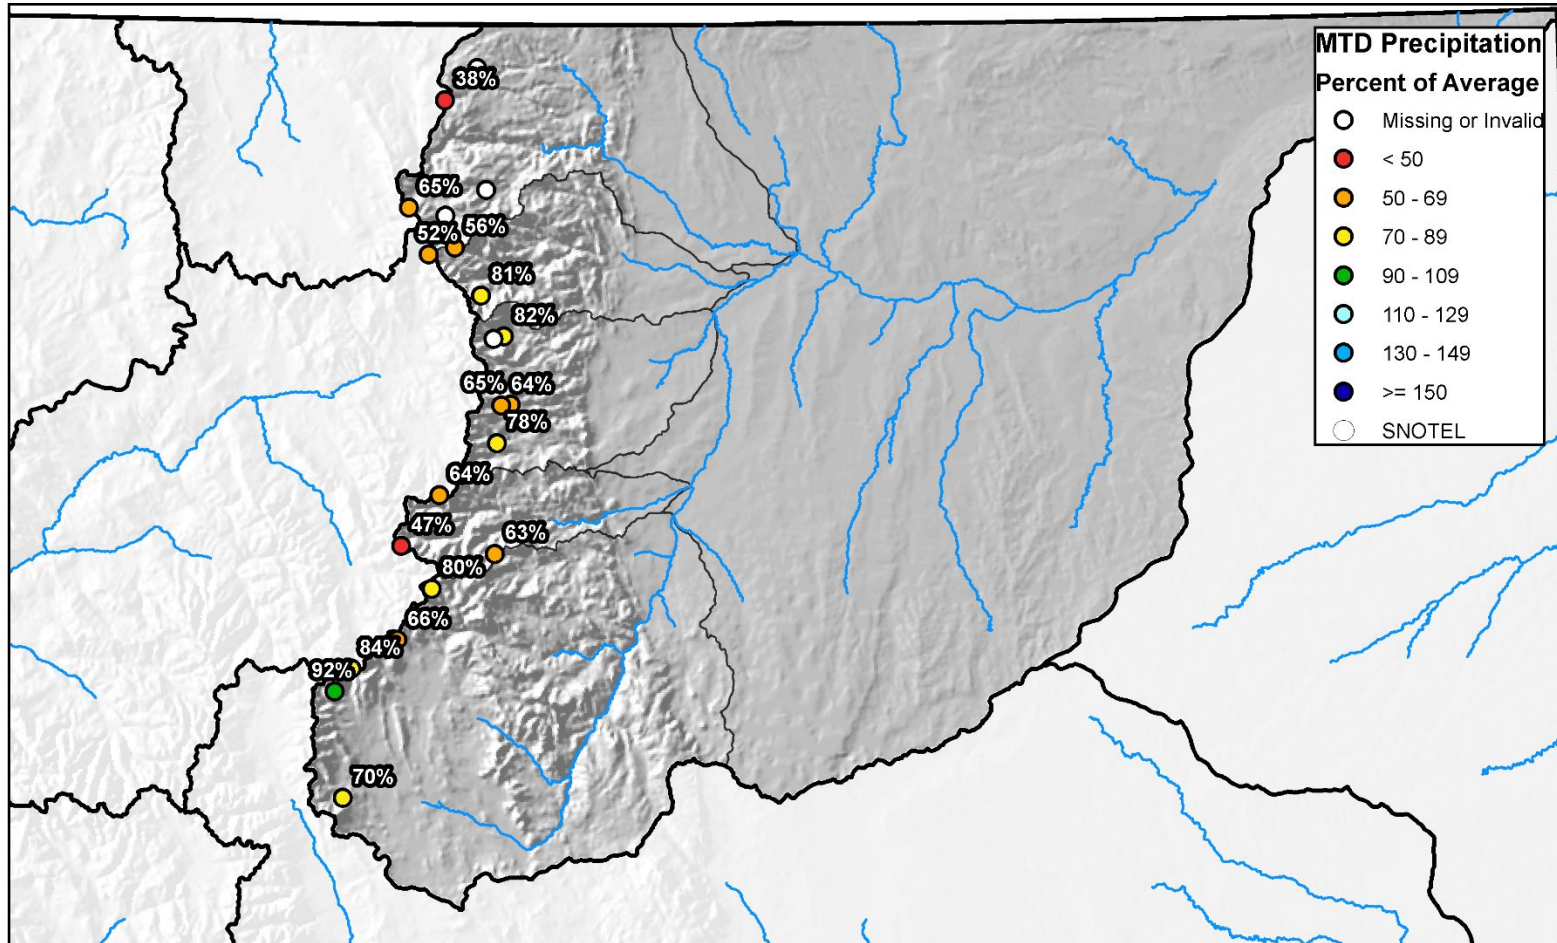 MTD Precipitation
Percent of Average
Missing or Invalid
< 50
50 - 69
70 - 89
90 - 109
110 - 129
130 - 149
>= 150
SNOTEL
38%
65%
52% 56%
81%
82%
65% 64%
78%
64%
47%
63%
80%
66%
84%
92%
70%